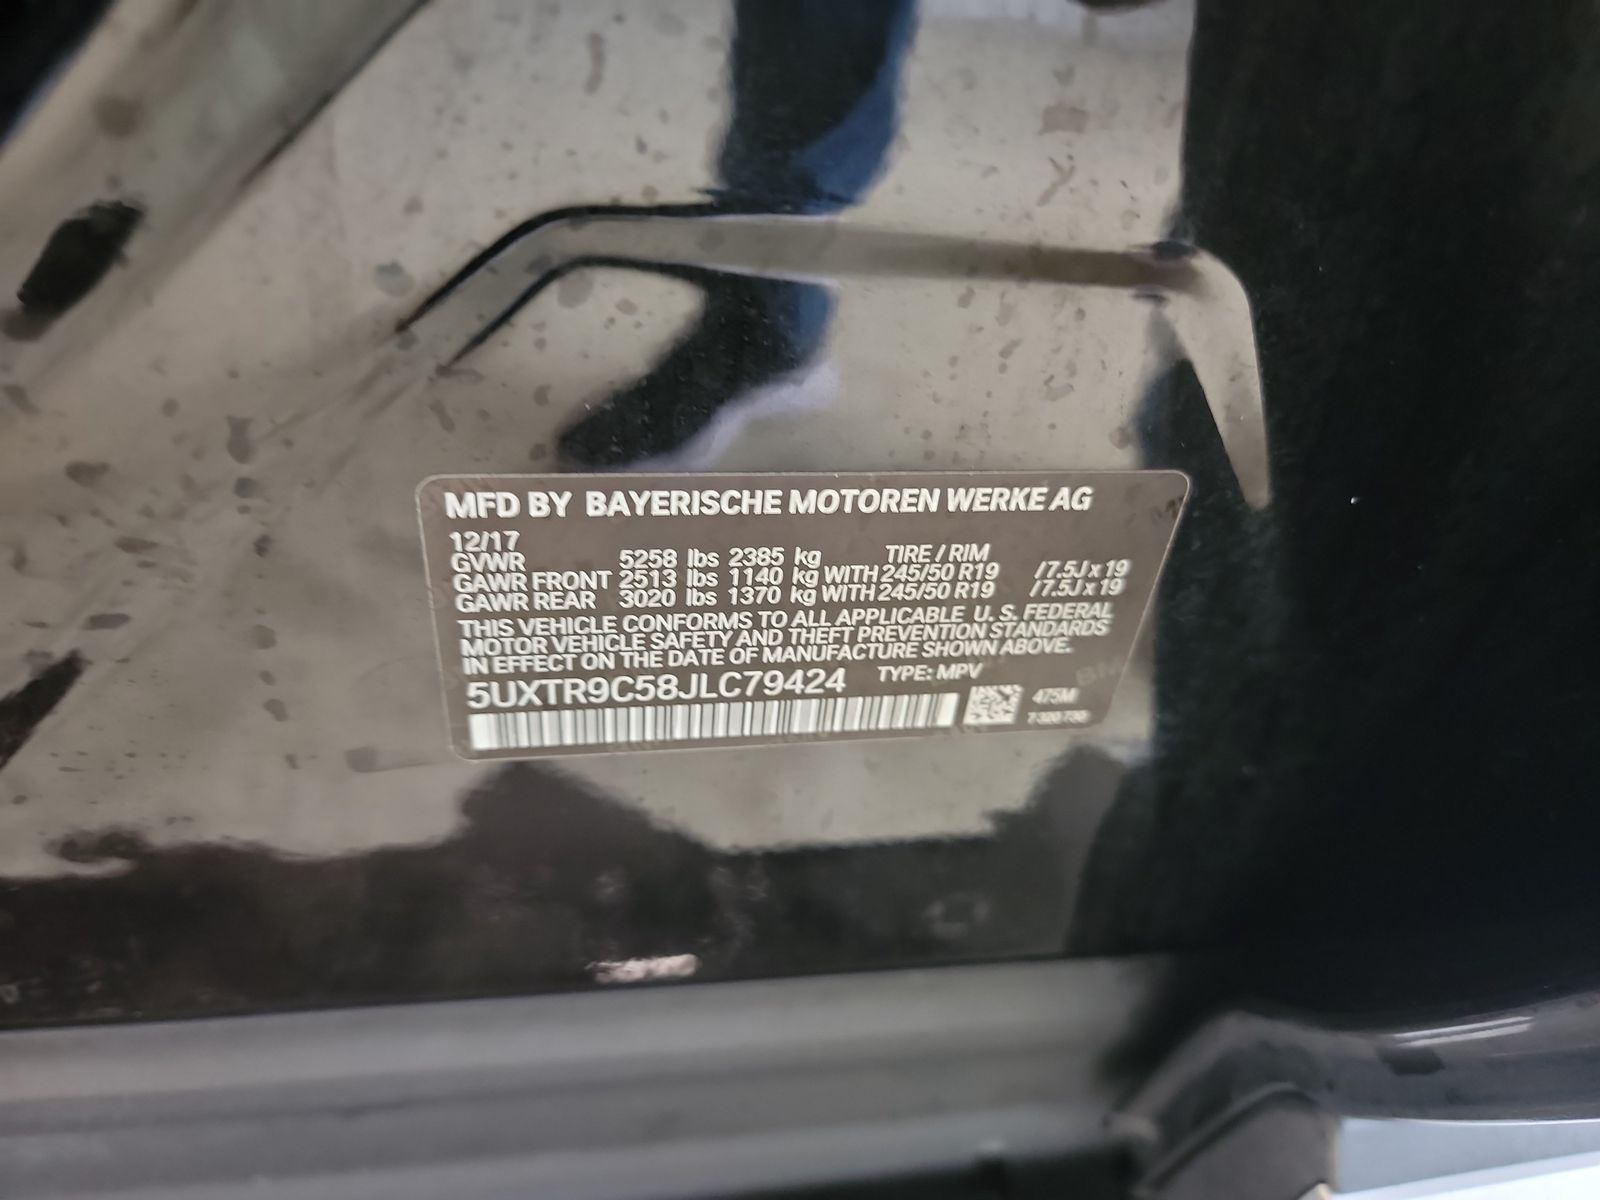 MFD BY BAYERISCHE MOTOREN WERKE AG
12/17
GVWR 5258 lbs 2385 kg TIRE / RIM
GAWR FRONT 2513 lbs 1140 kg WITH 245/50 R19 /7.5J x 19
GAWR REAR 3020 lbs 1370 kg WITH 245/50 R19 /7.5J x 19
THIS VEHICLE CONFORMS TO ALL APPLICABLE U. S. FEDERAL
MOTOR VEHICLE SAFETY AND THEFT PREVENTION STANDARDS
IN EFFECT ON THE DATE OF MANUFACTURE SHOWN ABOVE.
5UXTR9C58JLC79424 TYPE: MPV
475M